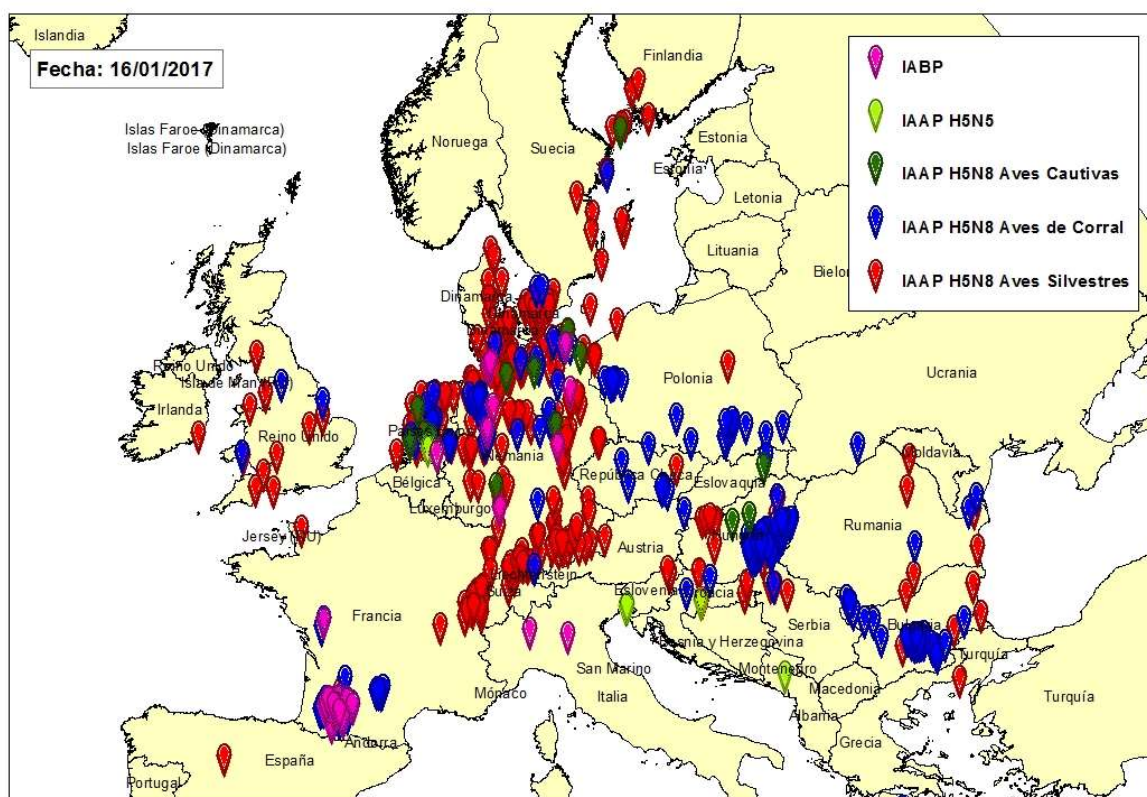 Islandia
Fecha: 16/01/2017
Finlandia
IABP
IAAP H5N5
IAAP H5N8 Aves Cautivas
IAAP H5N8 Aves de Corral
IAAP H5N8 Aves Silvestres
Islas Faroe (Dinamarca)
Islas Faroe (Dinamarca)
Noruega
Suecia
Estonia
Estonia
Letonia
Lituania
Dinamarca
Dinamarca
Reino Unido
Irlanda
Reino Unido
Polonia
Ucrania
Bélgica
Alemania
República Checa
Eslovaquia
Moldavia
Luxemburgo
Jersey
Austria
Rumania
Liechtenstein
Suiza
Eslovenia
Croacia
Francia
Serbia
Bosnia y Herzegovina
Bulgaria
San Marino
Montenegro
Turquía
Mónaco
Italia
Macedonia
Turquía
Albania
Andorra
España
Grecia
Portugal